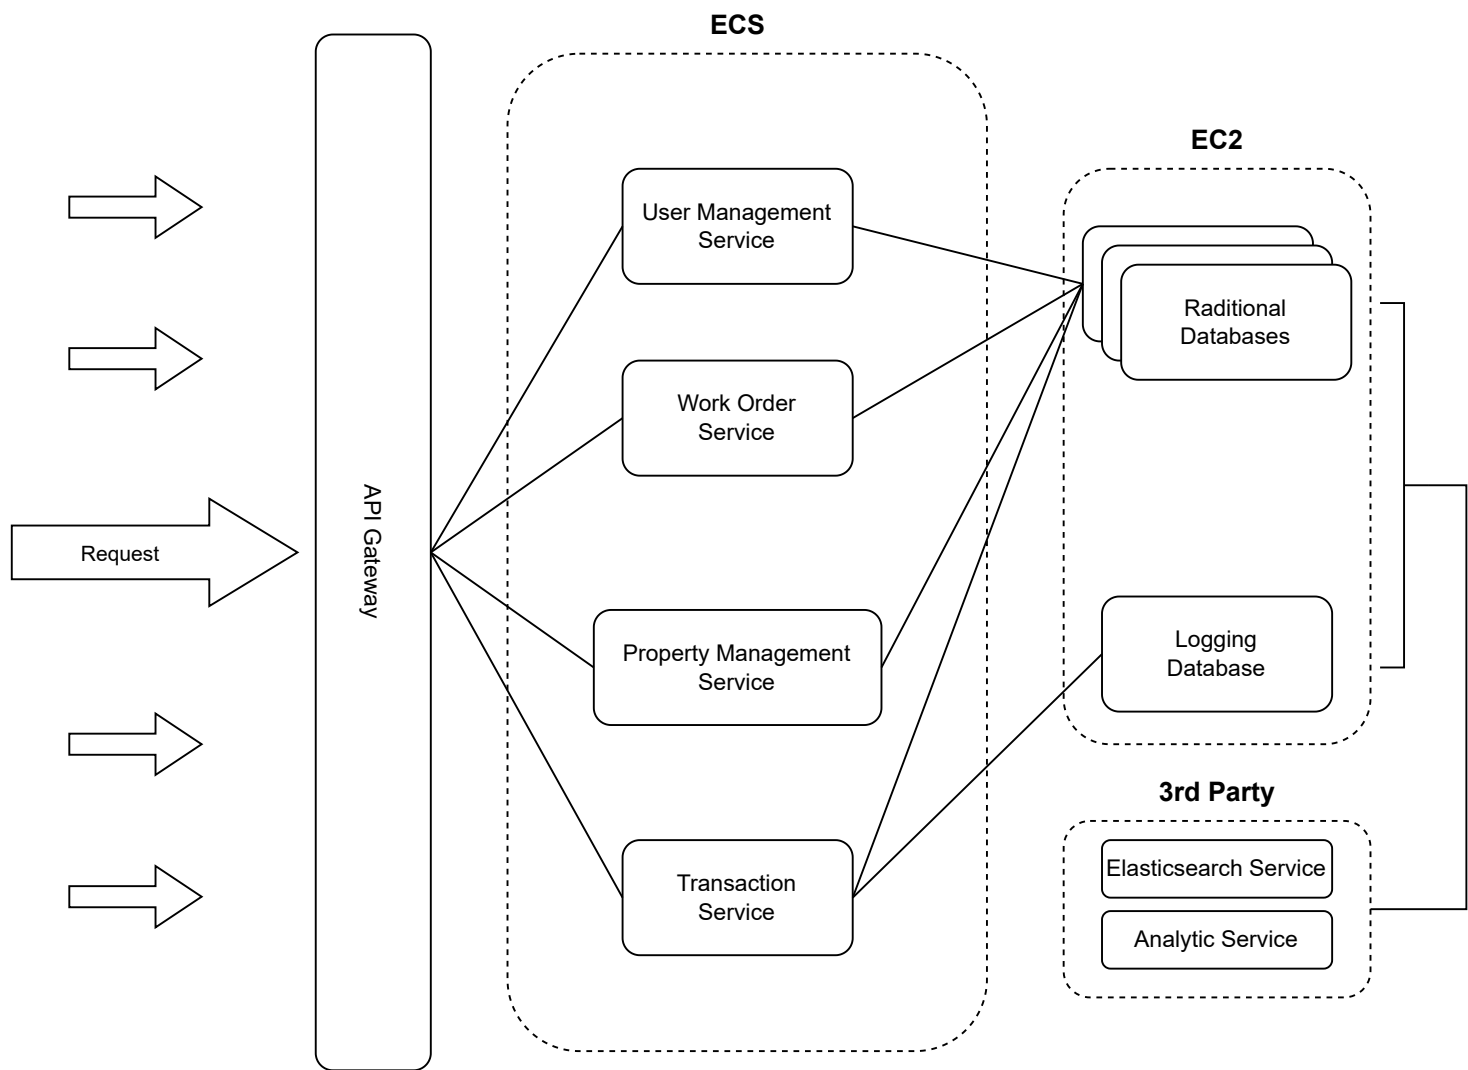 ECS
EC2
User Management
Service
Raditional
Databases
Work Order
Service
API Gateway
Request
Property Management
Service
Logging
Database
3rd Party
Transaction
Service
Elasticsearch Service
Analytic Service